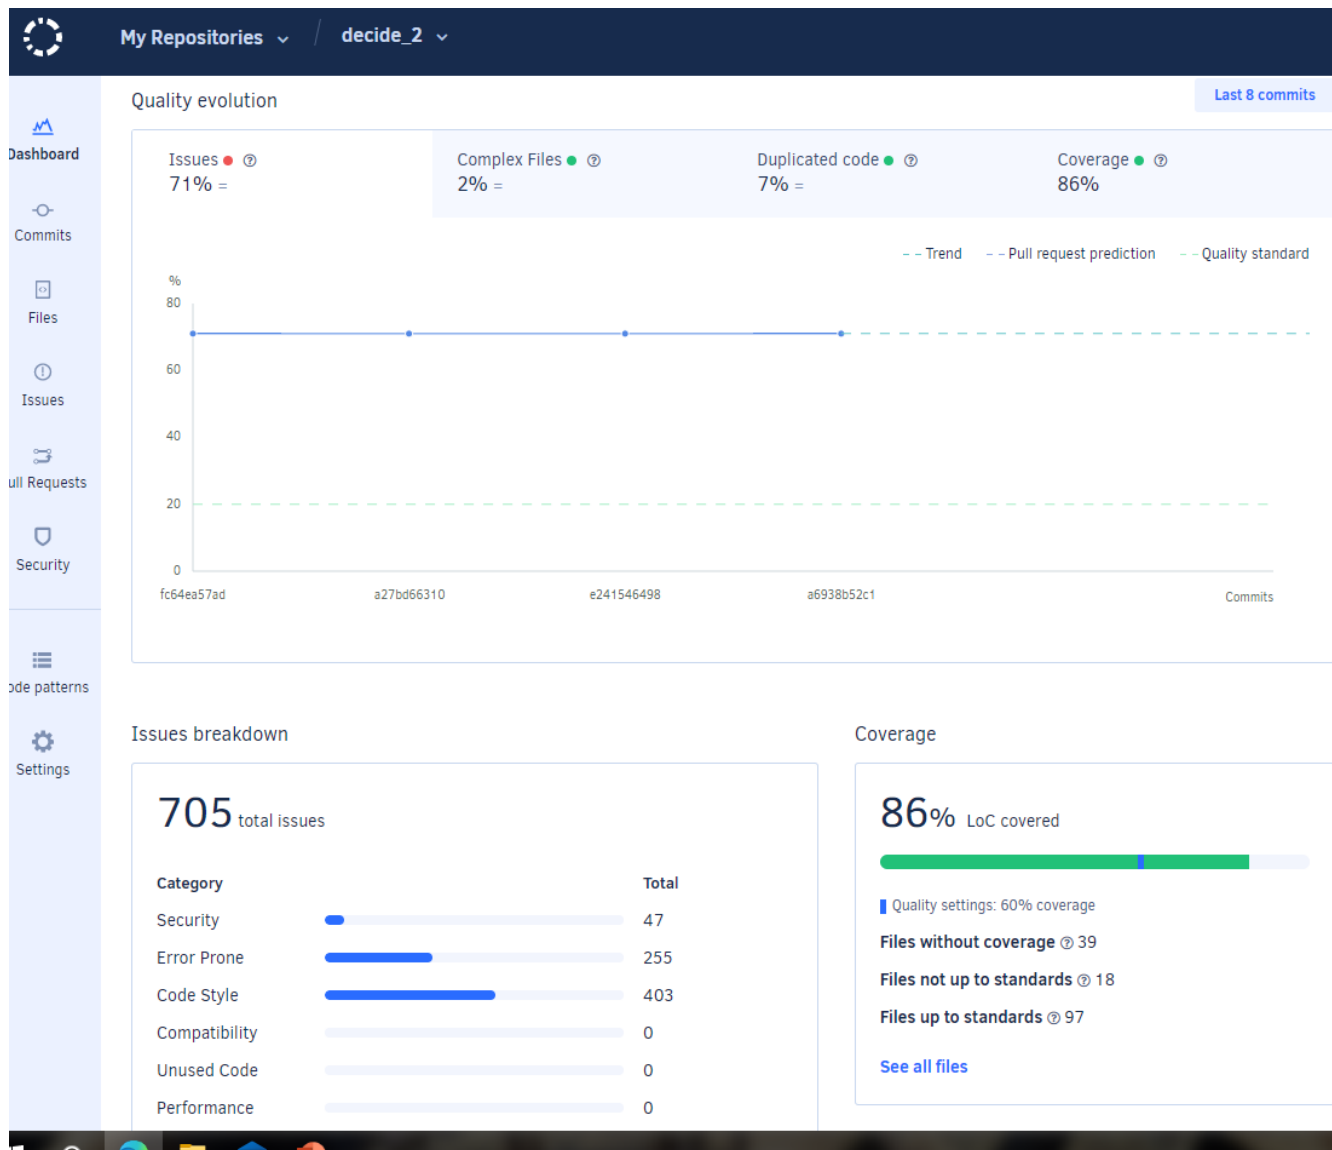 My Repositories / decide_2
Quality evolution
Last 8 commits
Dashboard
Commits
Files
Issues
ull Requests
Security
ode patterns
Settings
Issues
71% =
Complex Files
2% =
Duplicated code
7% =
Coverage
86%
Trend Pull request prediction Quality standard
%
80
60
40
20
0
fc64ea57ad a27bd66310 e241546498 a6938b52c1 Commits
Issues breakdown
705 total issues
Category Total
Security 47
Error Prone 255
Code Style 403
Compatibility 0
Unused Code 0
Performance 0
Coverage
86% LoC covered
Quality settings: 60% coverage
Files without coverage 39
Files not up to standards 18
Files up to standards 97
See all files